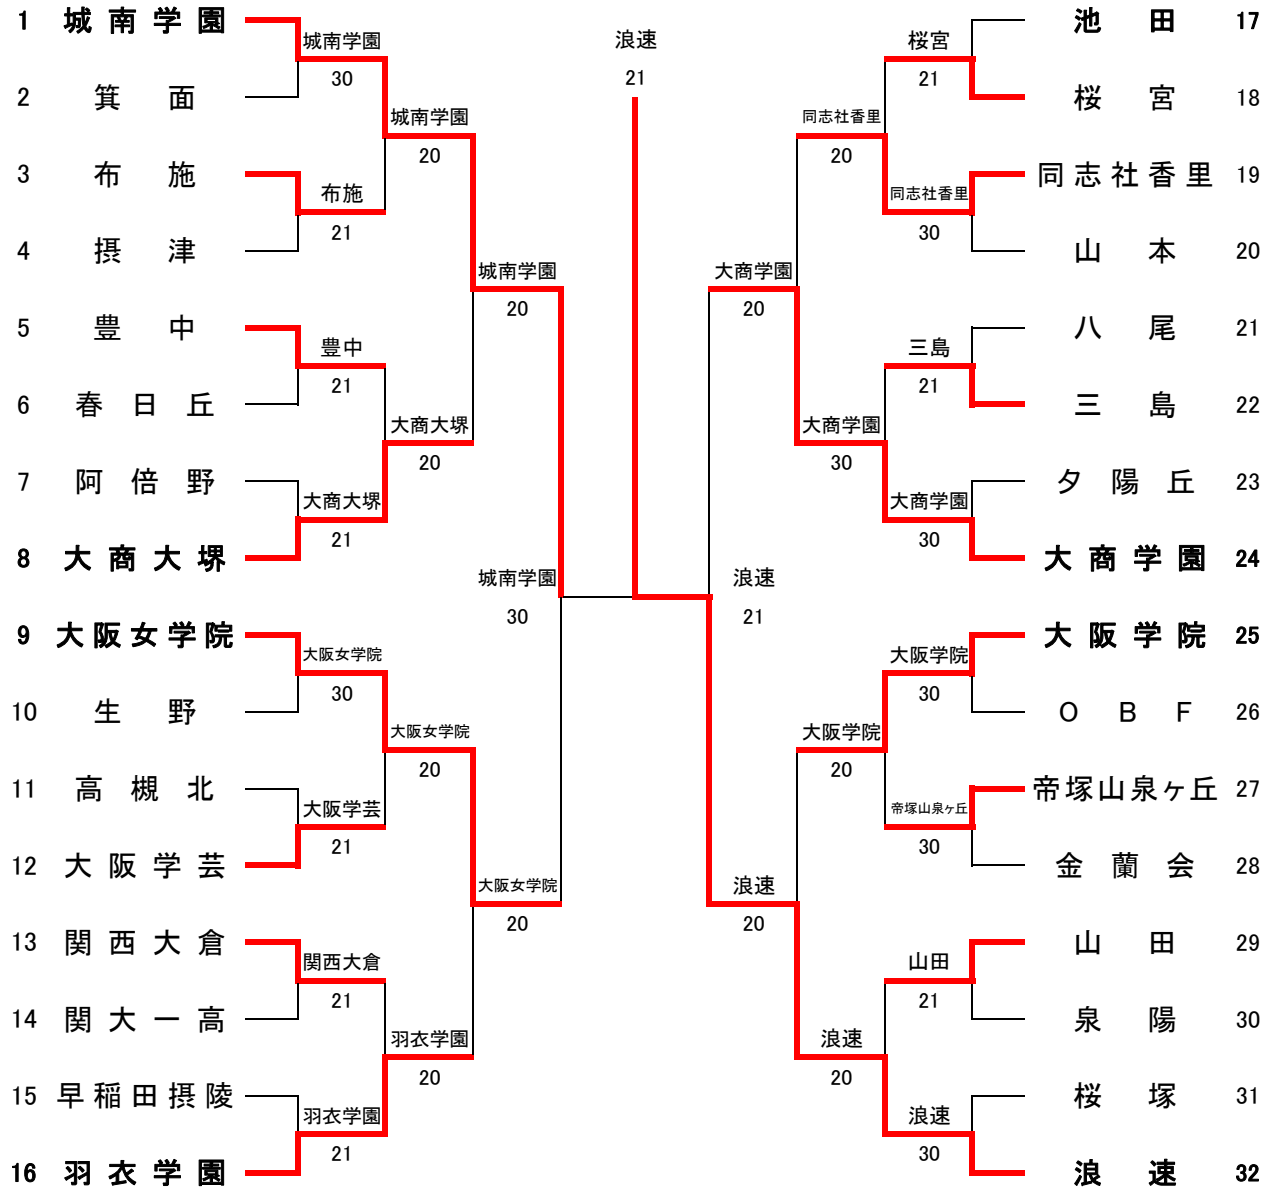 1 城南学園
2 箕面
3 布施
4 摂津
5 豊中
6 春日丘
7 阿倍野
8 大商大堺
9 大阪女学院
10 生野
11 高槻北
12 大阪学芸
13 関西大倉
14 関大一高
15 早稲田摂陵
16 羽衣学園
城南学園
30
布施
21
豊中
21
大商大堺
21
大阪女学院
30
大阪学芸
21
関西大倉
21
羽衣学園
21
城南学園
20
大商大堺
20
大阪女学院
20
羽衣学園
20
城南学園
20
大阪女学院
20
城南学園
30
浪速
21
浪速
21
大商学園
20
浪速
20
同志社香里
20
大商学園
30
大阪学院
20
浪速
20
桜宮
21
同志社香里
30
三島
21
大商学園
30
大阪学院
30
帝塚山泉ヶ丘
30
山田
21
浪速
30
池田 17
桜宮 18
同志社香里 19
山本 20
八尾 21
三島 22
夕陽丘 23
大商学園 24
大阪学院 25
ＯＢＦ 26
帝塚山泉ヶ丘 27
金蘭会 28
山田 29
泉陽 30
桜塚 31
浪速 32